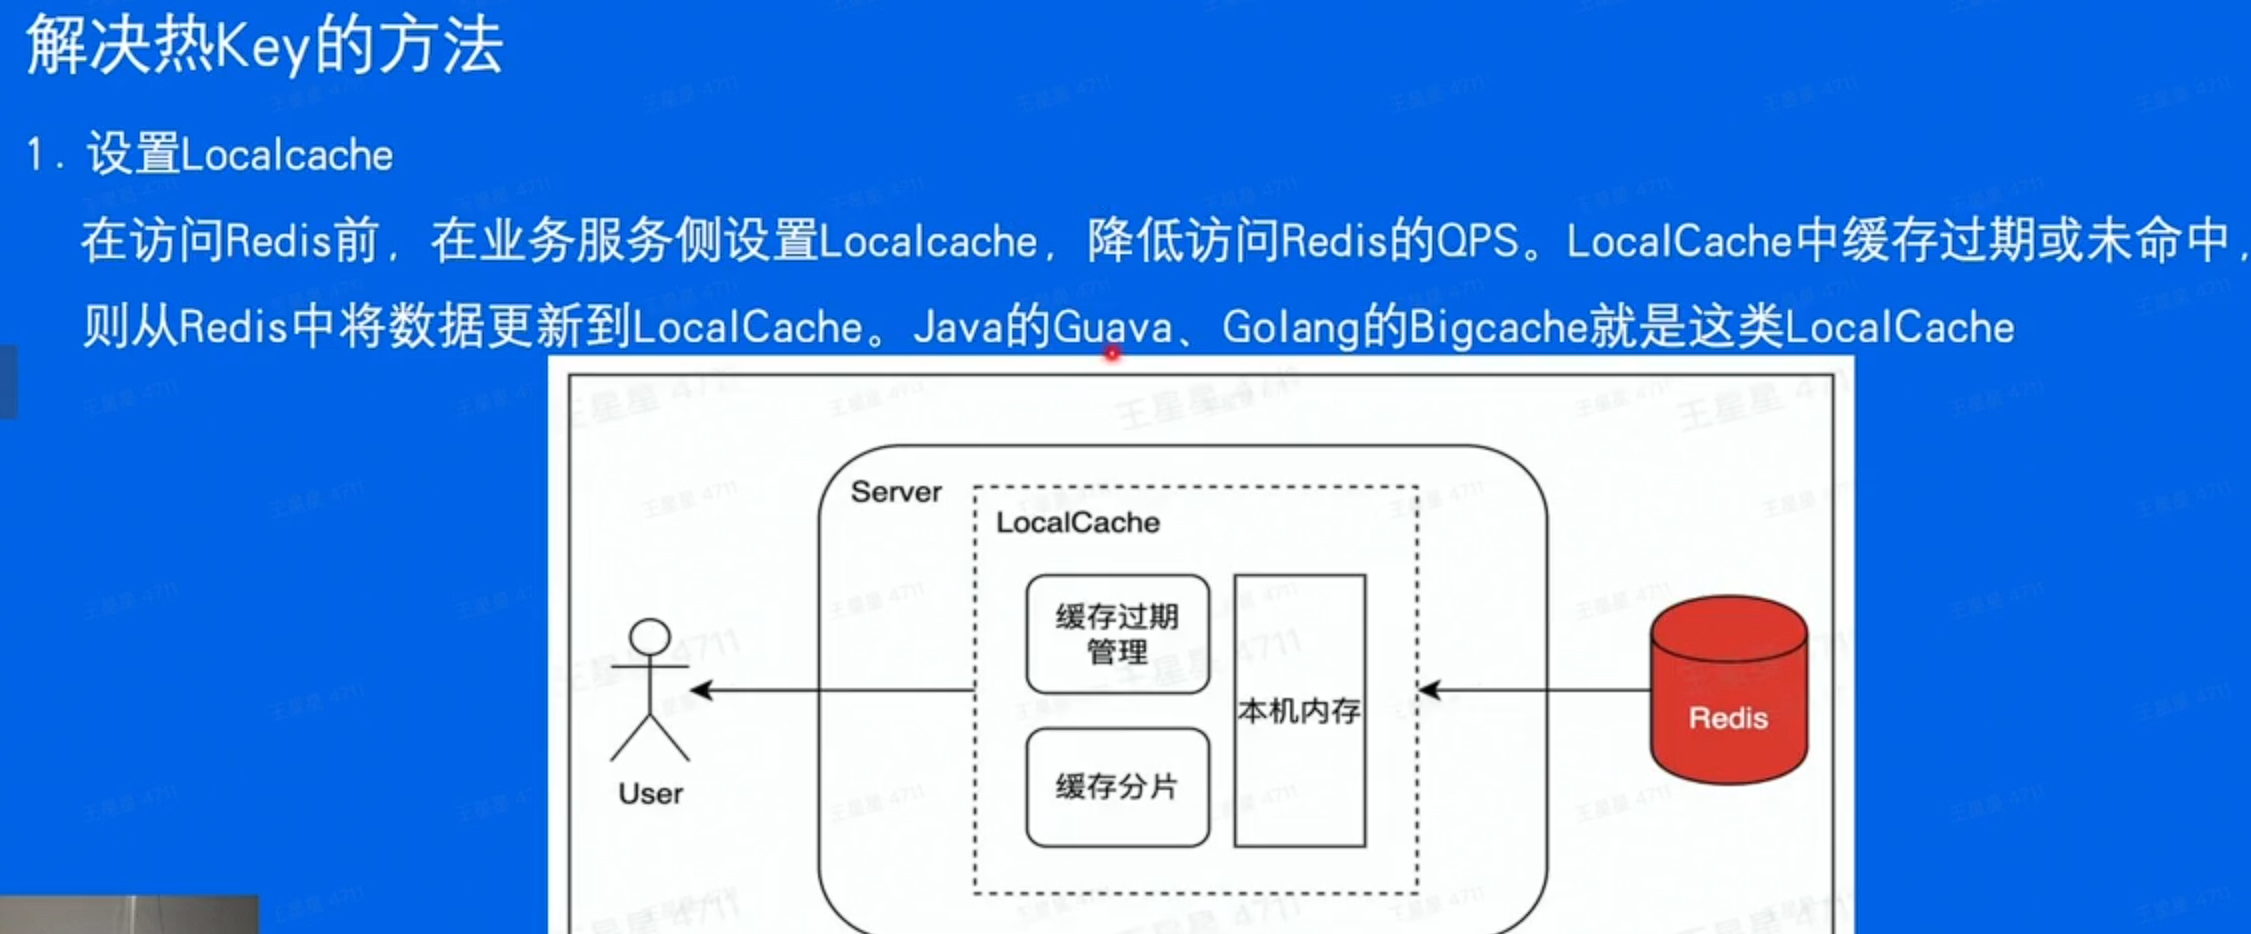 解决热Key的方法
1. 设置Localcache
在访问Redis前，在业务服务侧设置Localcache，降低访问Redis的QPS。LocalCache中缓存过期或未命中，
则从Redis中将数据更新到LocalCache。Java的Guava、Golang的Bigcache就是这类LocalCache
Server
LocalCache
缓存过期
管理
本机内存
缓存分片
User
Redis
王星星 4711